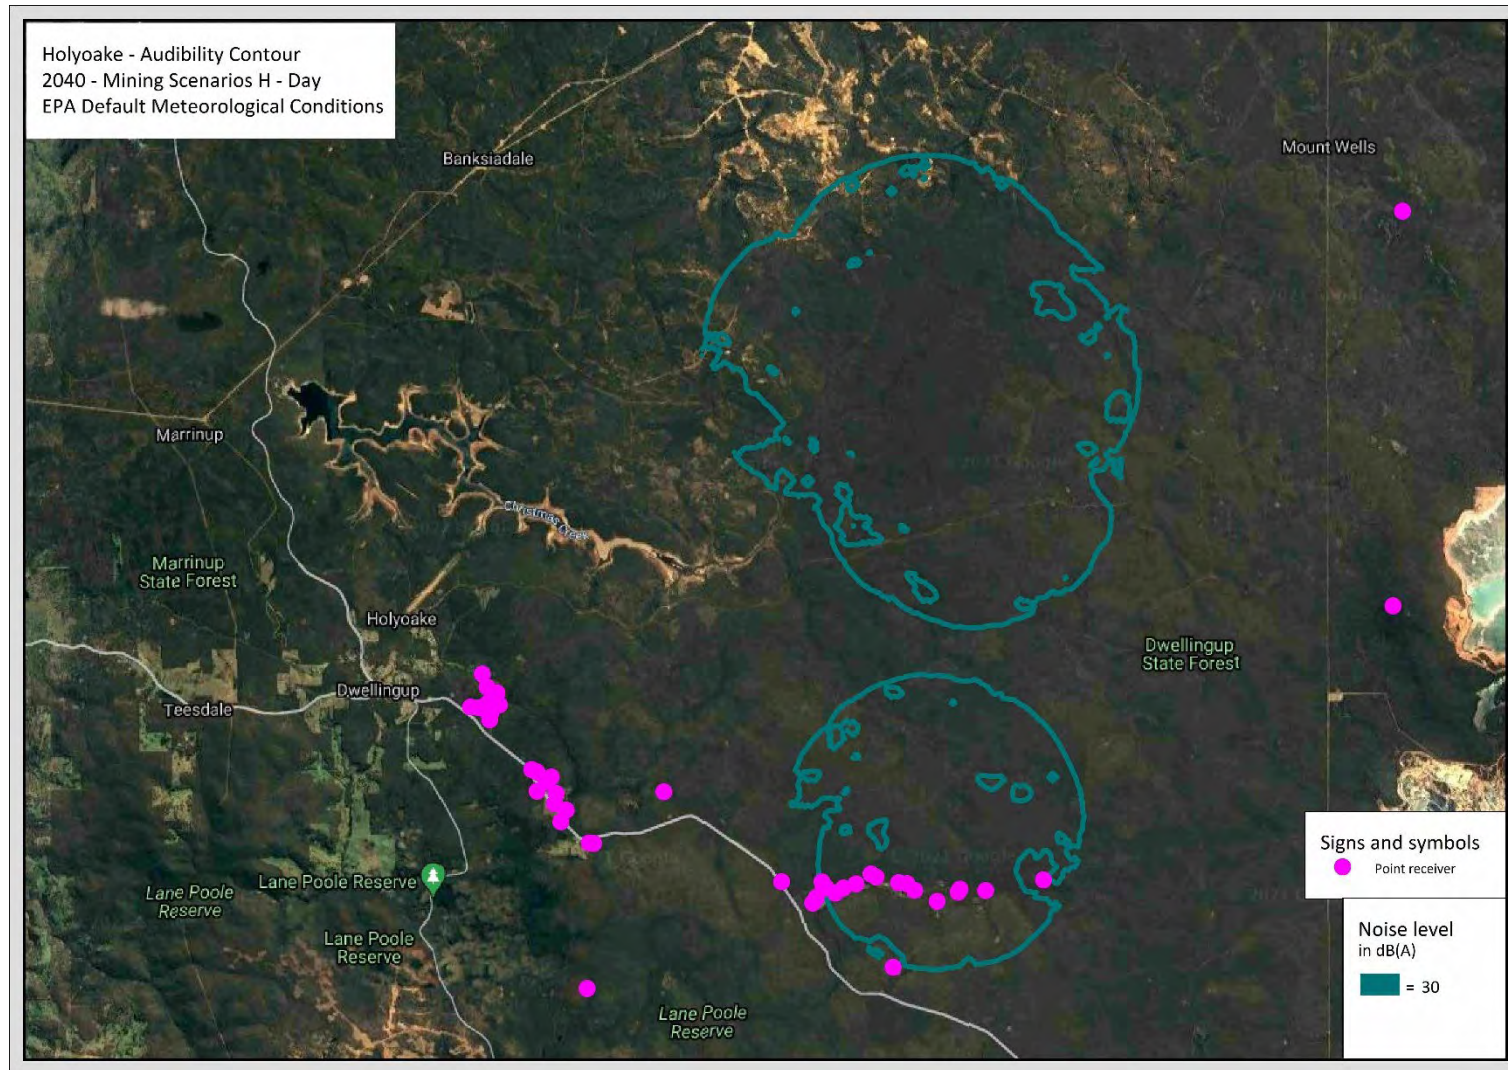 Holyoake - Audibility Contour
2040 - Mining Scenarios H - Day
EPA Default Meteorological Conditions
Banksiadale
Mount Wells
Marrinup
Christmas Creek
Marrinup
State Forest
Holyoake
Dwellingup
State Forest
Dwellingup
Teesdale
Signs and symbols
Point receiver
Lane Poole Reserve
Lane Poole
Reserve
Noise level
in dB(A)
= 30
Lane Poole
Reserve
Lane Poole
Reserve